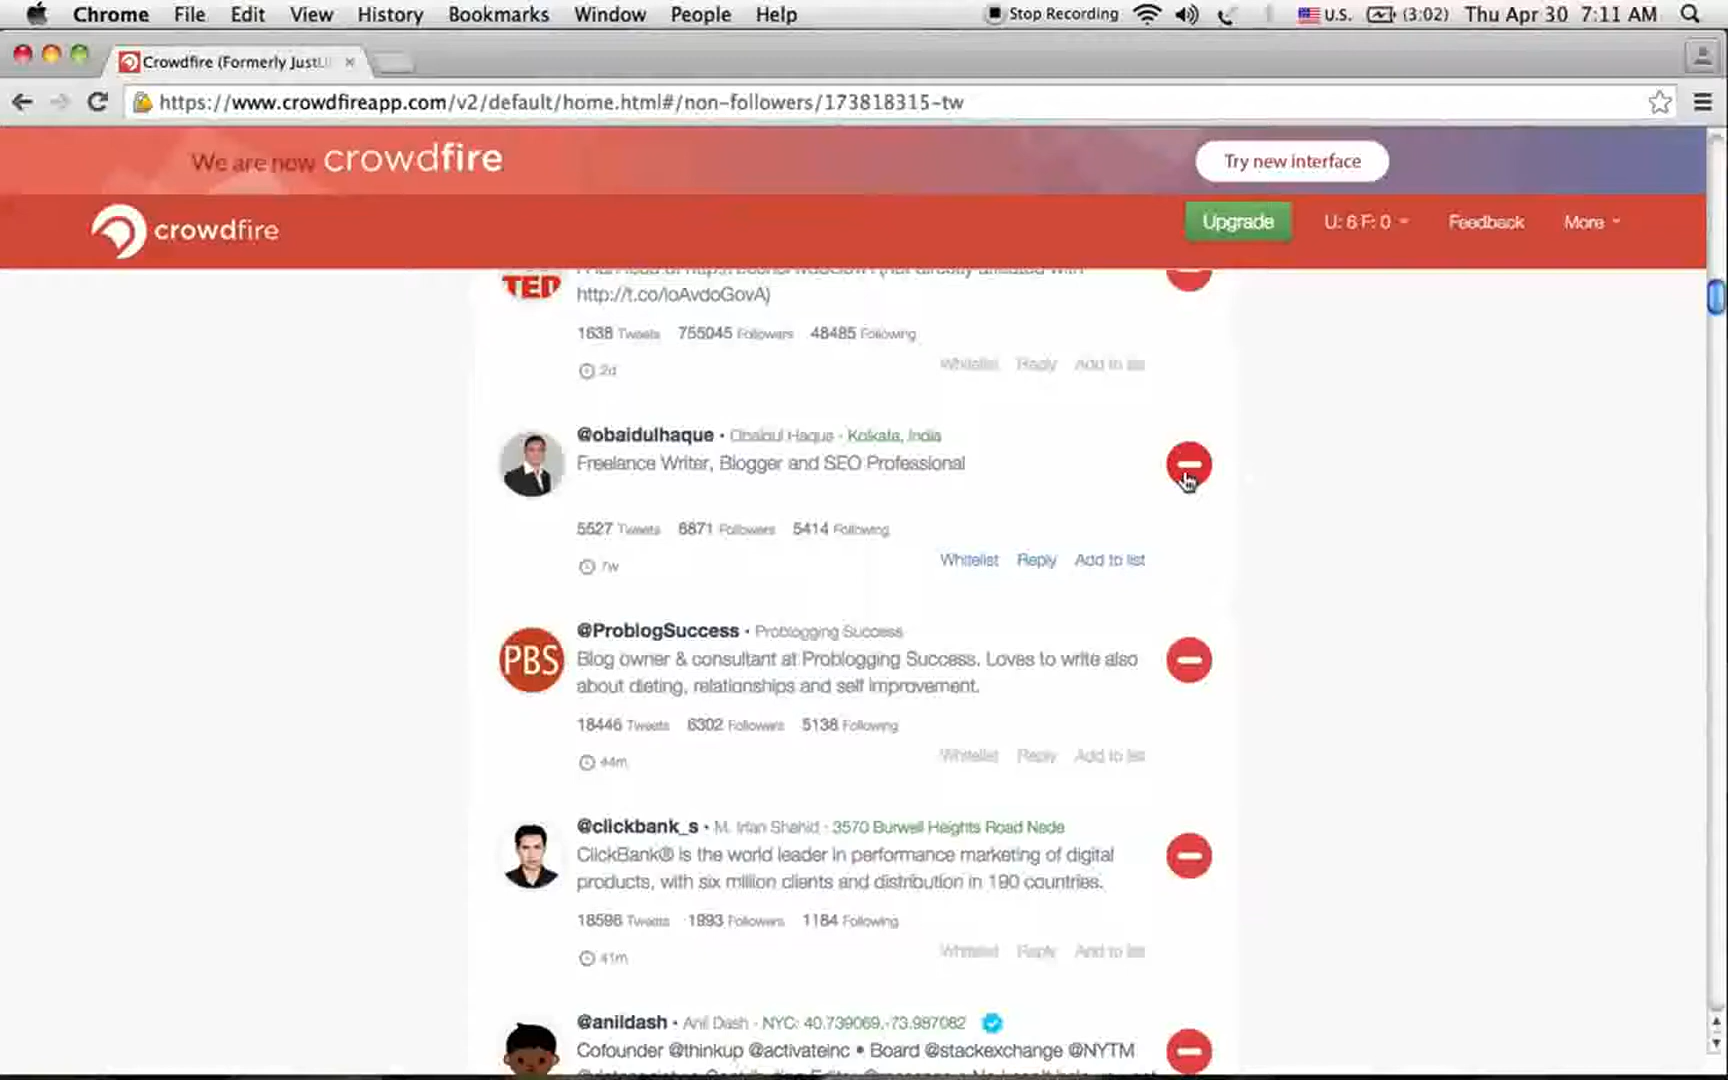 Chrome File Edit View History Bookmarks Window People Help Stop Recording U.S. (3:02) Thu Apr 30 7:11 AM
Crowdfire (Formerly JustU
https://www.crowdfireapp.com/v2/default/home.html#/non-followers/173818315-tw
We are now crowdfire Try new interface
crowdfire Upgrade U: 6 F: 0 Feedback More
TED
http://t.co/IoAvdoGovA)
1638 Tweets 755045 Followers 48485 Following
Whitelist Reply Add to list
2d
@obaidulhaque • Obaidul Haque - Kolkata, India
Freelance Writer, Blogger and SEO Professional
5527 Tweets 6871 Followers 5414 Following
Whitelist Reply Add to list
7w
@ProblogSuccess • Problogging Success
PBS
Blog owner & consultant at Problogging Success. Loves to write also
about dieting, relationships and self improvement.
18446 Tweets 6302 Followers 5138 Following
Whitelist Reply Add to list
44m
@clickbank_s • M. Irfan Shahid - 3570 Burwell Heights Road Nede
ClickBank® is the world leader in performance marketing of digital
products, with six million clients and distribution in 190 countries.
18596 Tweets 1993 Followers 1184 Following
Whitelist Reply Add to list
41m
@anildash • Anil Dash - NYC: 40.739069,-73.987082
Cofounder @thinkup @activateinc • Board @stackexchange @NYTM